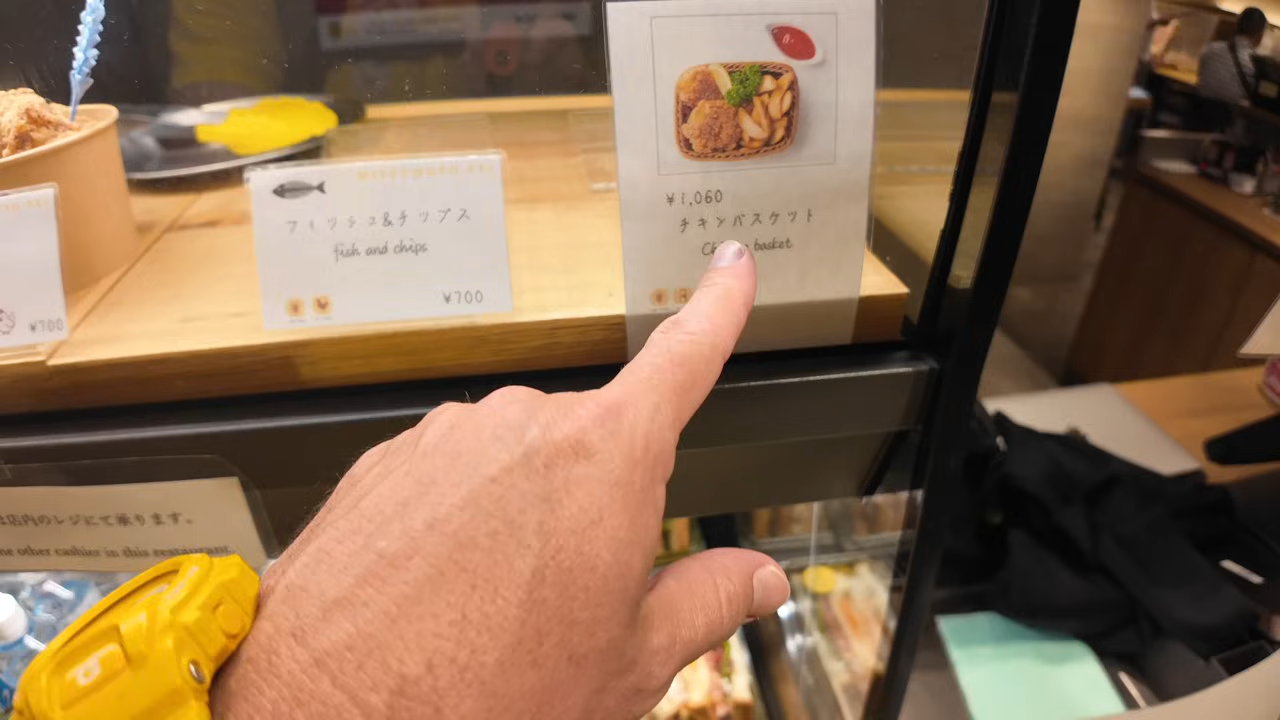 ¥1,060
チキンバスケット
basket
フィッシュ&チップス
fish and chips
¥700
¥700
店内のレジにて承ります。
other cashier in this restaurant